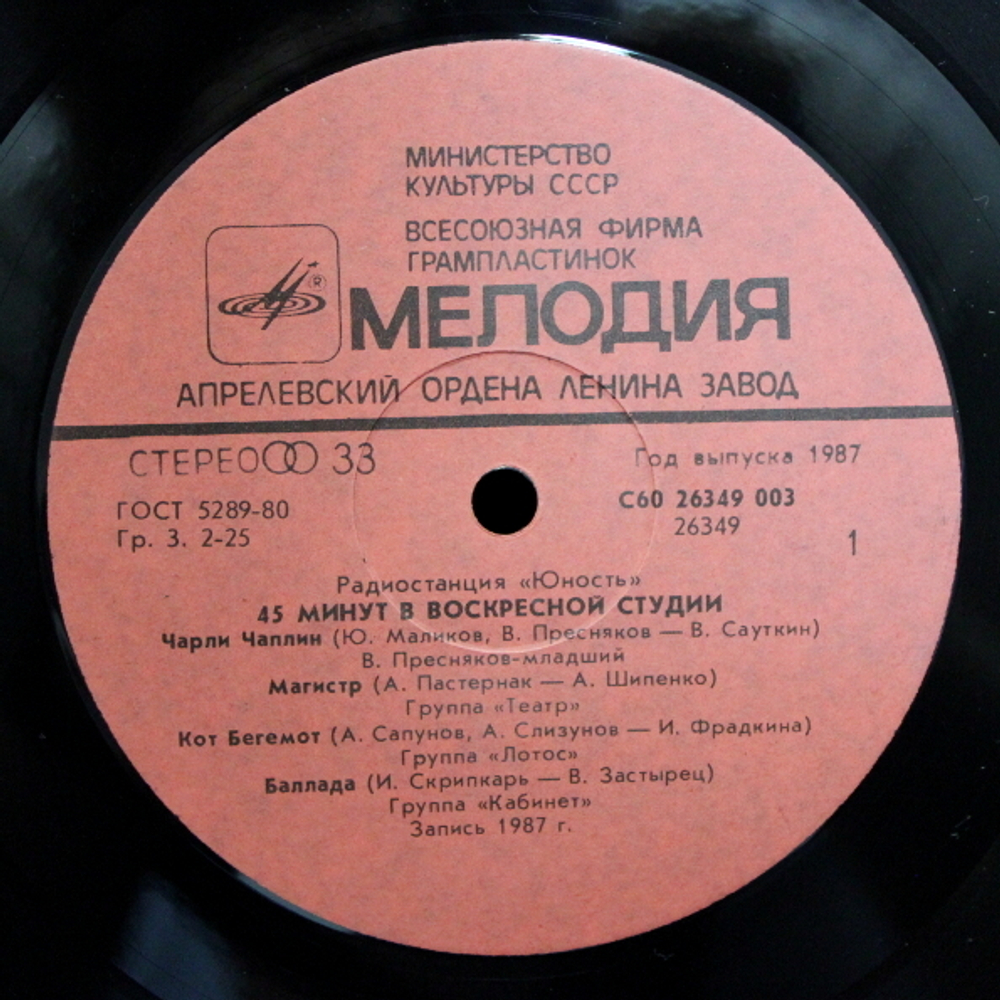 МИНИСТЕРСТВО
КУЛЬТУРЫ СССР
ВСЕСОЮЗНАЯ ФИРМА
ГРАМПЛАСТИНОК
®
МЕЛОДИЯ
АПРЕЛЕВСКИЙ ОРДЕНА ЛЕНИНА ЗАВОД
СТЕРЕО 33
Год выпуска 1987
ГОСТ 5289-80
С60 26349 003
Гр. 3. 2-25
26349
1
Радиостанция «Юность»
45 МИНУТ В ВОСКРЕСНОЙ СТУДИИ
Чарли Чаплин (Ю. Маликов, В. Пресняков — В. Сауткин)
В. Пресняков-младший
Магистр (А. Пастернак — А. Шипенко)
Группа «Театр»
Кот Бегемот (А. Сапунов, А. Слизунов — И. Фрадкина)
Группа «Лотос»
Баллада (И. Скрипкарь — В. Застырец)
Группа «Кабинет»
Запись 1987 г.